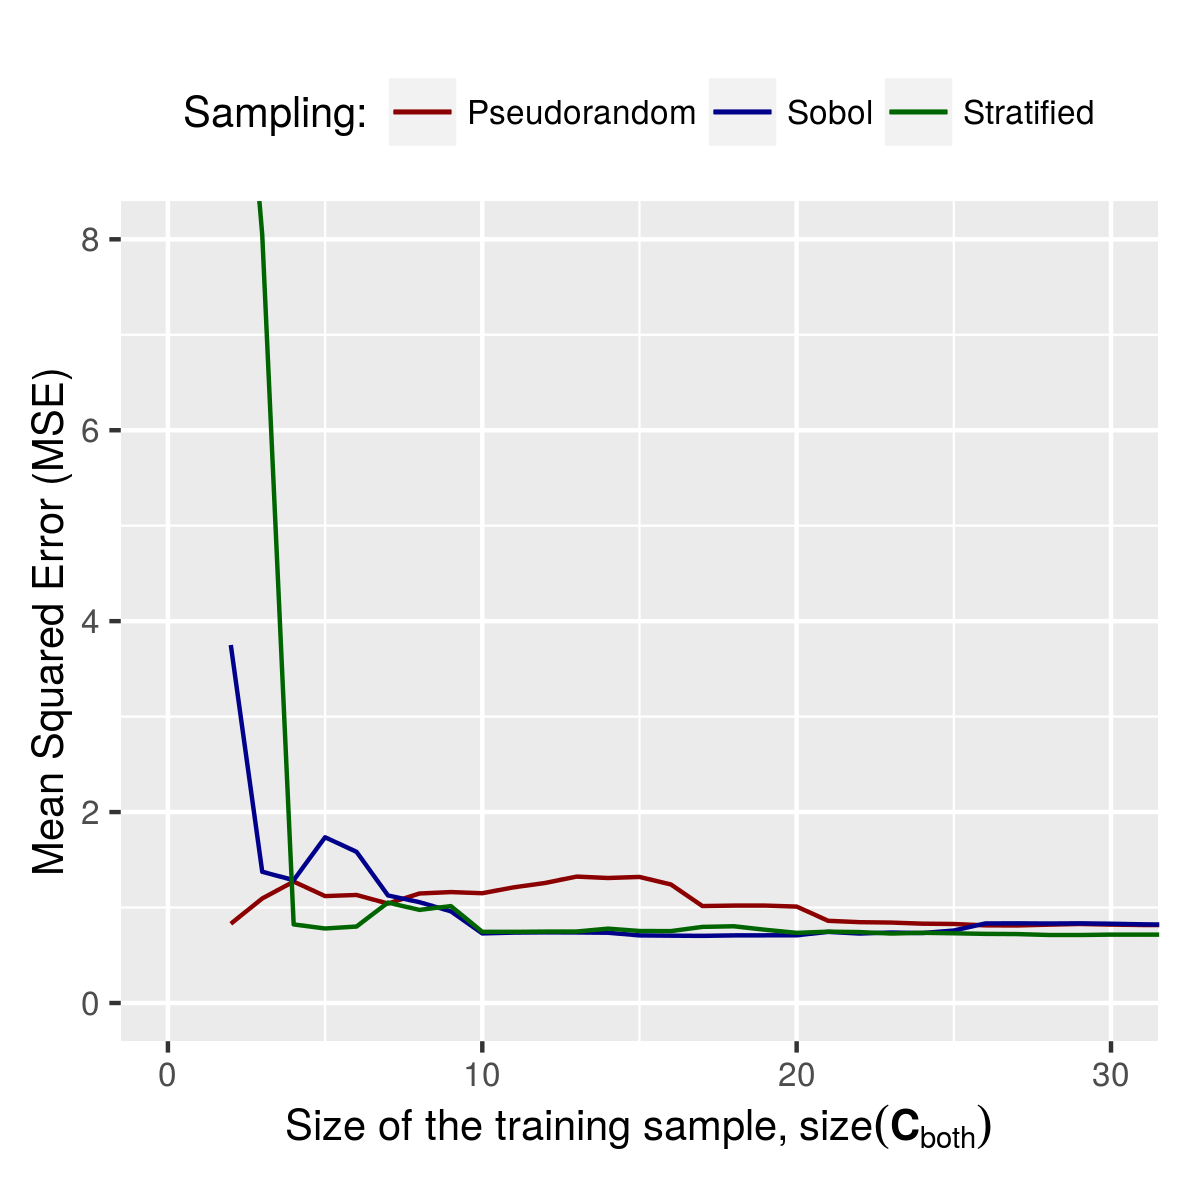 Sampling: Pseudorandom Sobol Stratified
Mean Squared Error (MSE)
8
6
4
2
0
0 10 20 30
Size of the training sample, size(C_both)